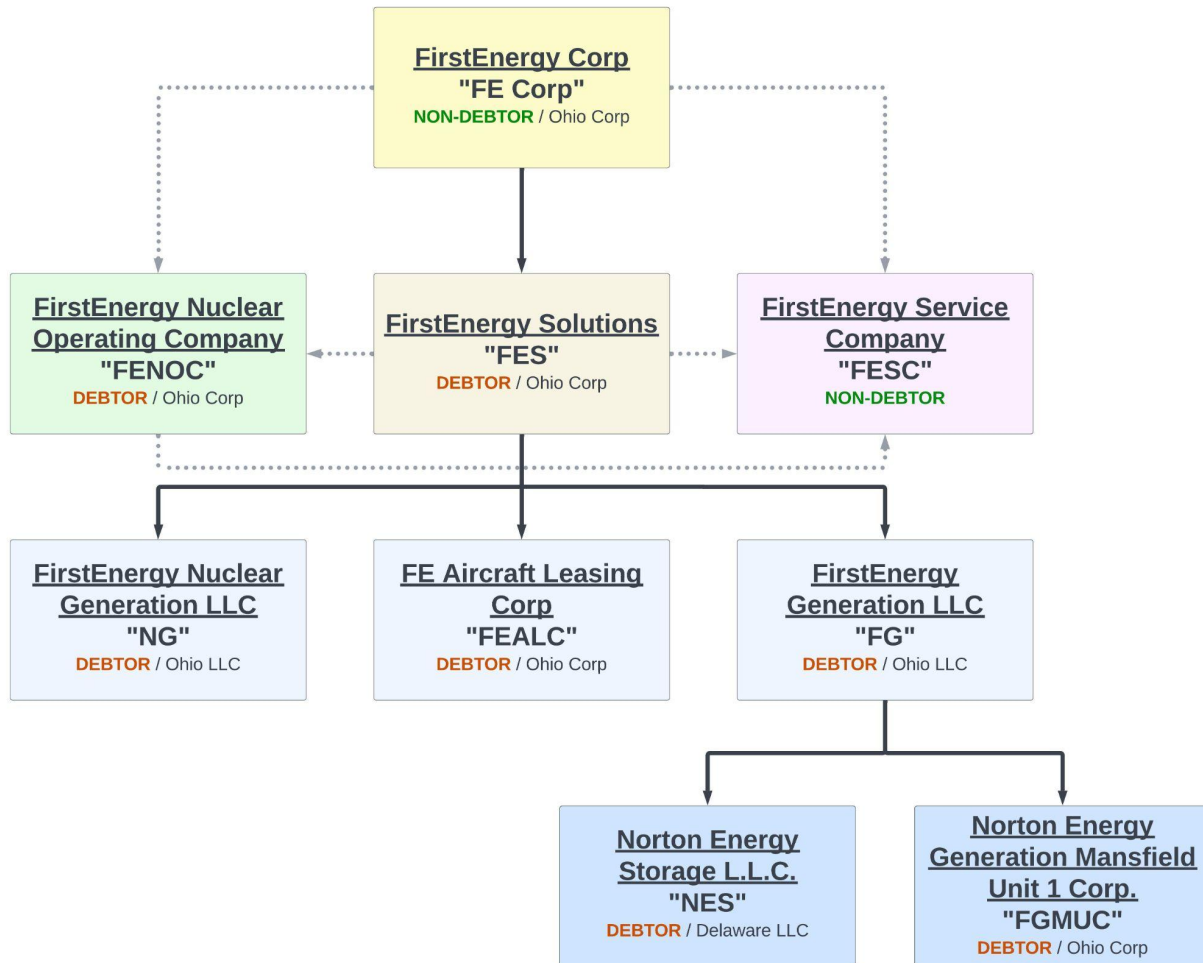 FirstEnergy Corp
"FE Corp"
NON-DEBTOR / Ohio Corp
FirstEnergy Nuclear
Operating Company
"FENOC"
DEBTOR / Ohio Corp
FirstEnergy Solutions
"FES"
DEBTOR / Ohio Corp
FirstEnergy Service
Company
"FESC"
NON-DEBTOR
FirstEnergy Nuclear
Generation LLC
"NG"
DEBTOR / Ohio LLC
FE Aircraft Leasing
Corp
"FEALC"
DEBTOR / Ohio Corp
FirstEnergy
Generation LLC
"FG"
DEBTOR / Ohio LLC
Norton Energy
Storage L.L.C.
"NES"
DEBTOR / Delaware LLC
Norton Energy
Generation Mansfield
Unit 1 Corp.
"FGMUC"
DEBTOR / Ohio Corp